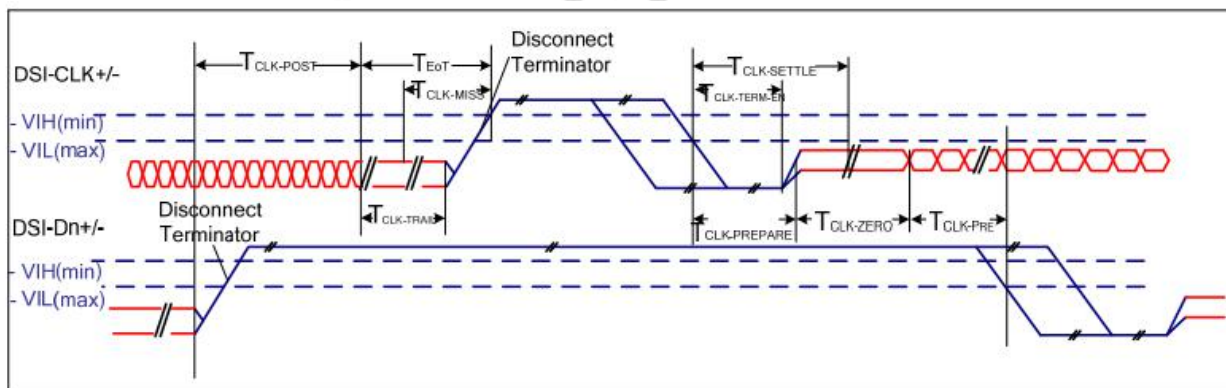 Disconnect
Terminator
DSI-CLK+/-
TCLK-POST
TEoT
TCLK-SETTLE
TCLK-MISS
TCLK-TERM-EN
- VIH(min)
- VIL(max)
Disconnect
Terminator
TCLK-TRAIL
DSI-Dn+/-
TCLK-PREPARE
TCLK-ZERO
TCLK-PRE
- VIH(min)
- VIL(max)